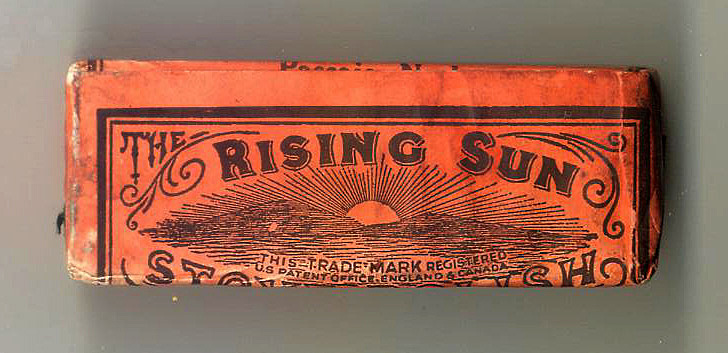 THE RISING SUN
THIS TRADE MARK REGISTERED
U.S PATENT OFFICE. ENGLAND & CANADA